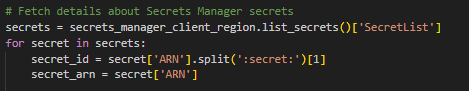 # Fetch details about Secrets Manager secrets
secrets = secrets_manager_client_region.list_secrets()['SecretList']
for secret in secrets:
    secret_id = secret['ARN'].split(':secret:')[1]
    secret_arn = secret['ARN']